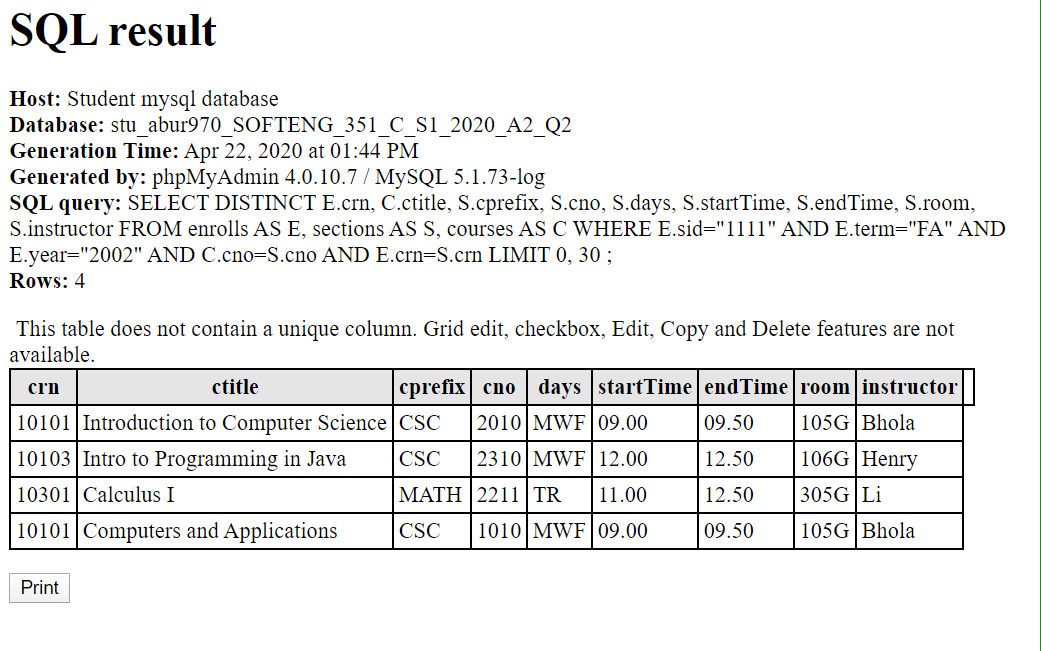 SQL result
Host: Student mysql database
Database: stu_abur970_SOFTENG_351_C_S1_2020_A2_Q2
Generation Time: Apr 22, 2020 at 01:44 PM
Generated by: phpMyAdmin 4.0.10.7 / MySQL 5.1.73-log
SQL query: SELECT DISTINCT E.crn, C.ctitle, S.cprefix, S.cno, S.days, S.startTime, S.endTime, S.room,
S.instructor FROM enrolls AS E, sections AS S, courses AS C WHERE E.sid="1111" AND E.term="FA" AND
E.year="2002" AND C.cno=S.cno AND E.crn=S.crn LIMIT 0, 30 ;
Rows: 4
This table does not contain a unique column. Grid edit, checkbox, Edit, Copy and Delete features are not
available.
crn ctitle cprefix cno days startTime endTime room instructor
10101 Introduction to Computer Science CSC 2010 MWF 09.00 09.50 105G Bhola
10103 Intro to Programming in Java CSC 2310 MWF 12.00 12.50 106G Henry
10301 Calculus I MATH 2211 TR 11.00 12.50 305G Li
10101 Computers and Applications CSC 1010 MWF 09.00 09.50 105G Bhola
Print